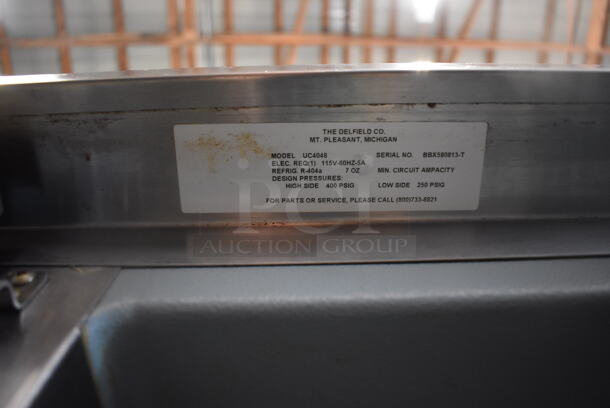 THE DELFIELD CO.
MT. PLEASANT, MICHIGAN
MODEL UC4048 SERIAL NO. BBX580813-T
ELEC. REQ(1) 115V-60HZ-5A
REFRIG. R-404a 7 OZ MIN. CIRCUIT AMPACITY
DESIGN PRESSURES:
HIGH SIDE 400 PSIG LOW SIDE 250 PSIG
FOR PARTS OR SERVICE, PLEASE CALL (800)733-8821
PCI
AUCTION GROUP